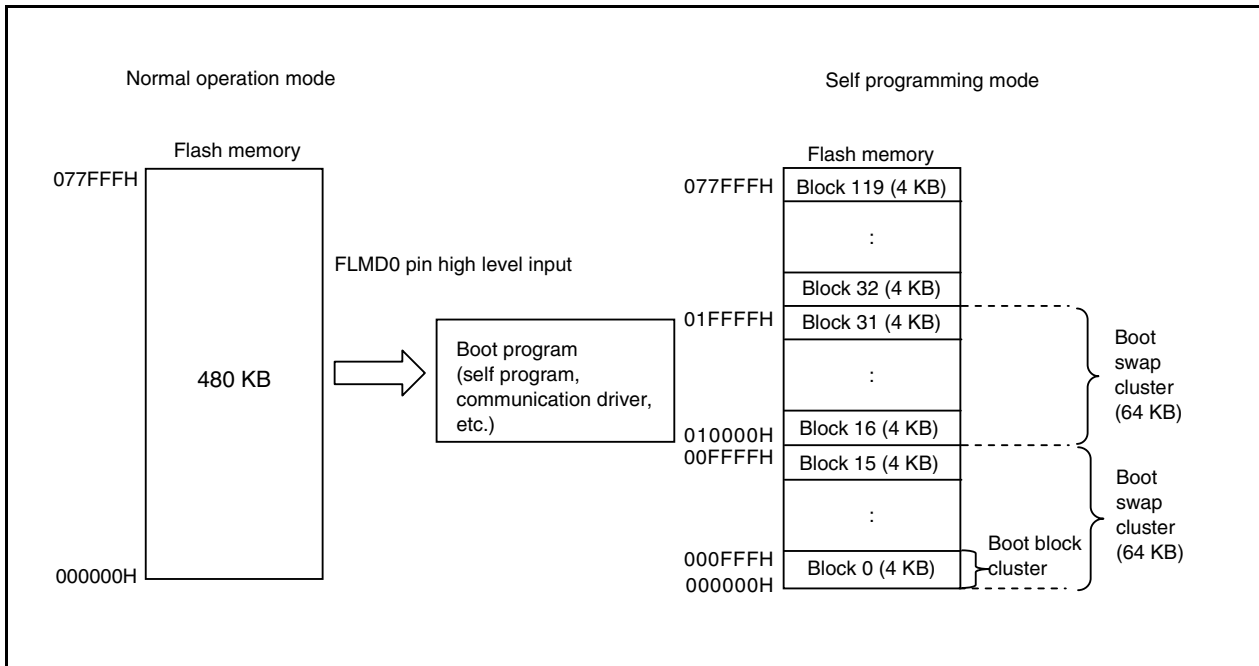 Normal operation mode
Flash memory
077FFFH
480 KB
000000H
FLMD0 pin high level input
Boot program
(self program,
communication driver,
etc.)
Self programming mode
Flash memory
077FFFH
Block 119 (4 KB)
:
Block 32 (4 KB)
01FFFFH
Block 31 (4 KB)
:
010000H
Block 16 (4 KB)
Boot
swap
cluster
(64 KB)
00FFFFH
Block 15 (4 KB)
:
000FFFH
Block 0 (4 KB)
000000H
Boot block
cluster
Boot
swap
cluster
(64 KB)